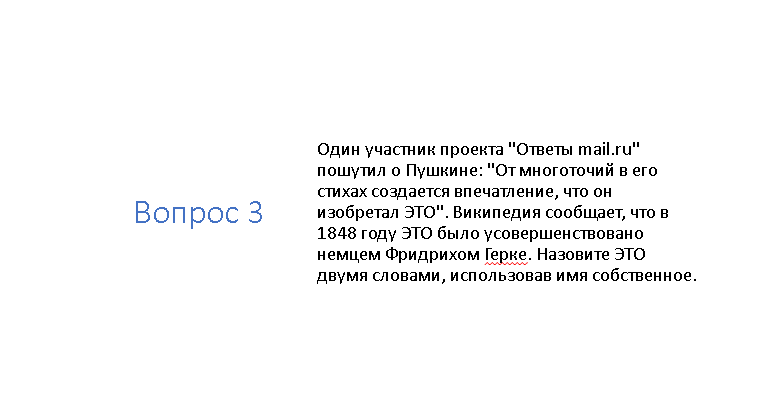 Вопрос 3
Один участник проекта "Ответы mail.ru"
пошутил о Пушкине: "От многоточий в его
стихах создается впечатление, что он
изобретал ЭТО". Википедия сообщает, что в
1848 году ЭТО было усовершенствовано
немцем Фридрихом Герке. Назовите ЭТО
двумя словами, использовав имя собственное.